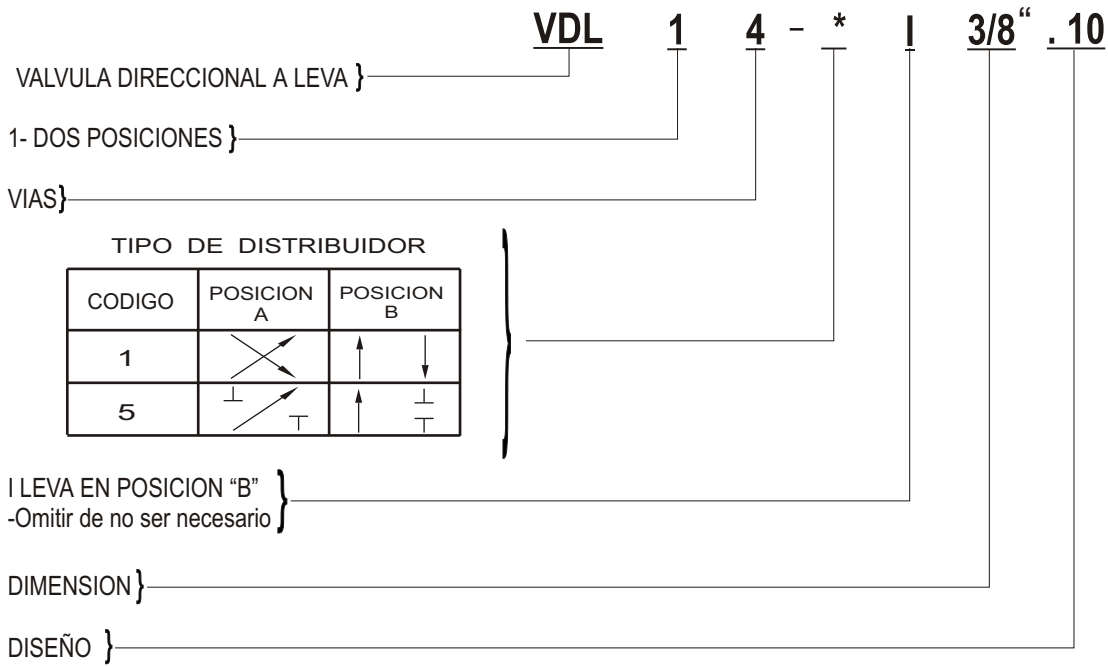 VDL 1 4 - * I 3/8“ . 10
VALVULA DIRECCIONAL A LEVA }
1- DOS POSICIONES }
VIAS}
TIPO DE DISTRIBUIDOR
CODIGO POSICION A POSICION B
1
5
I LEVA EN POSICION “B”
-Omitir de no ser necesario }
DIMENSION }
DISEÑO }